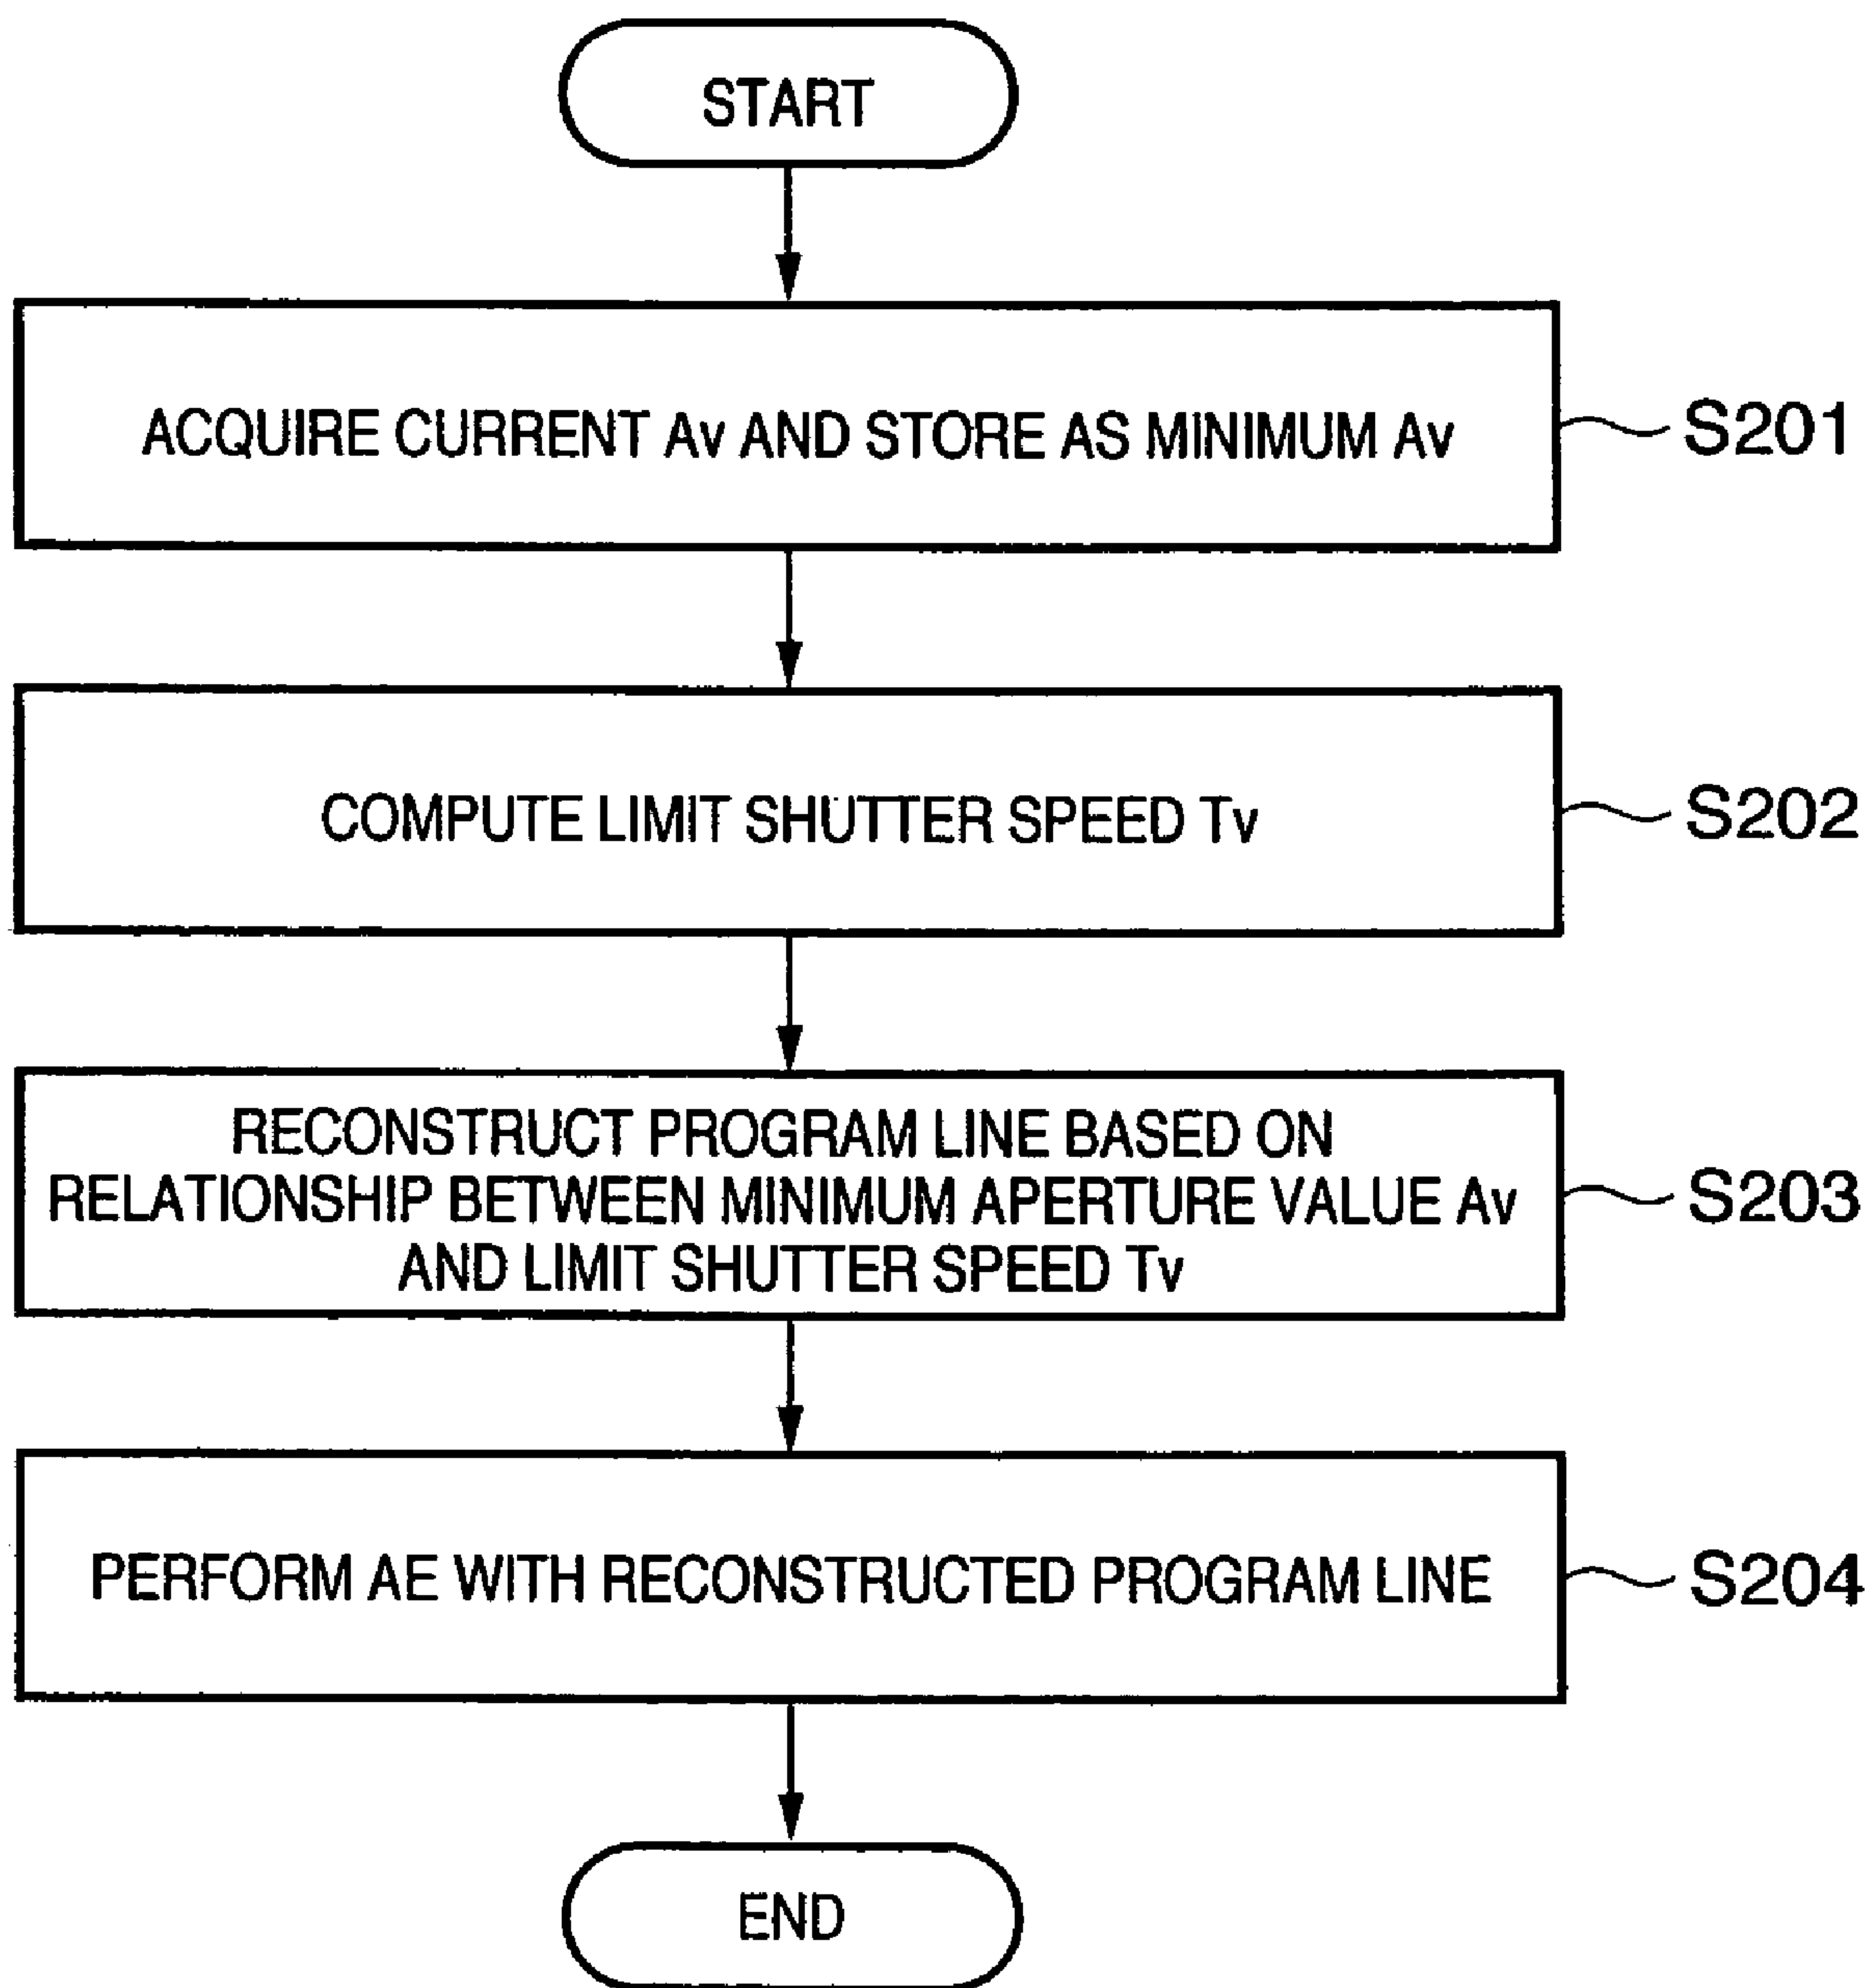 START
ACQUIRE CURRENT Av AND STORE AS MINIMUM Av
S201
COMPUTE LIMIT SHUTTER SPEED Tv
S202
RECONSTRUCT PROGRAM LINE BASED ON
RELATIONSHIP BETWEEN MINIMUM APERTURE VALUE Av
AND LIMIT SHUTTER SPEED Tv
S203
PERFORM AE WITH RECONSTRUCTED PROGRAM LINE
S204
END